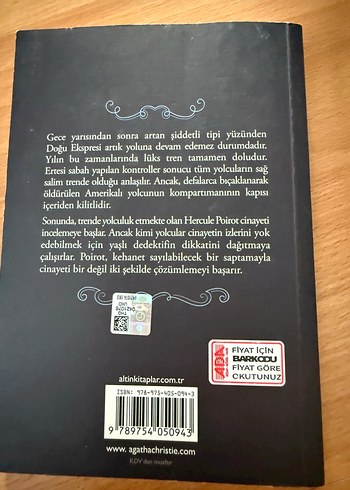 Gece yarısından sonra artan şiddetli tipi yüzünden
Doğu Ekspresi artık yoluna devam edemez durumdadır.
Yılın bu zamanlarında lüks tren tamamen doludur.
Ertesi sabah yapılan kontroller sonucu tüm yolcuların sağ
salim trende olduğu anlaşılır. Ancak, defalarca bıçaklanarak
öldürülen Amerikalı yolcunun kompartımanının kapısı
içeriden kilitlidir.
Sonunda, trende yolculuk etmekte olan Hercule Poirot cinayeti
incelemeye başlar. Ancak kimi yolcular cinayetin izlerini yok
edebilmek için yaşlı dedektifin dikkatini dağıtmaya
çalışırlar. Poirot, kehanet sayılabilecek bir saptamayla
cinayeti bir değil iki şekilde çözümlemeyi başarır.
FİYAT İÇİN
BARKODU
FİYAT GÖRE
OKUTUNUZ
altinkitaplar.com.tr
ISBN: 978-975-405-094-3
9 789754 050943
www.agathachristie.com
KDV'den muaftır